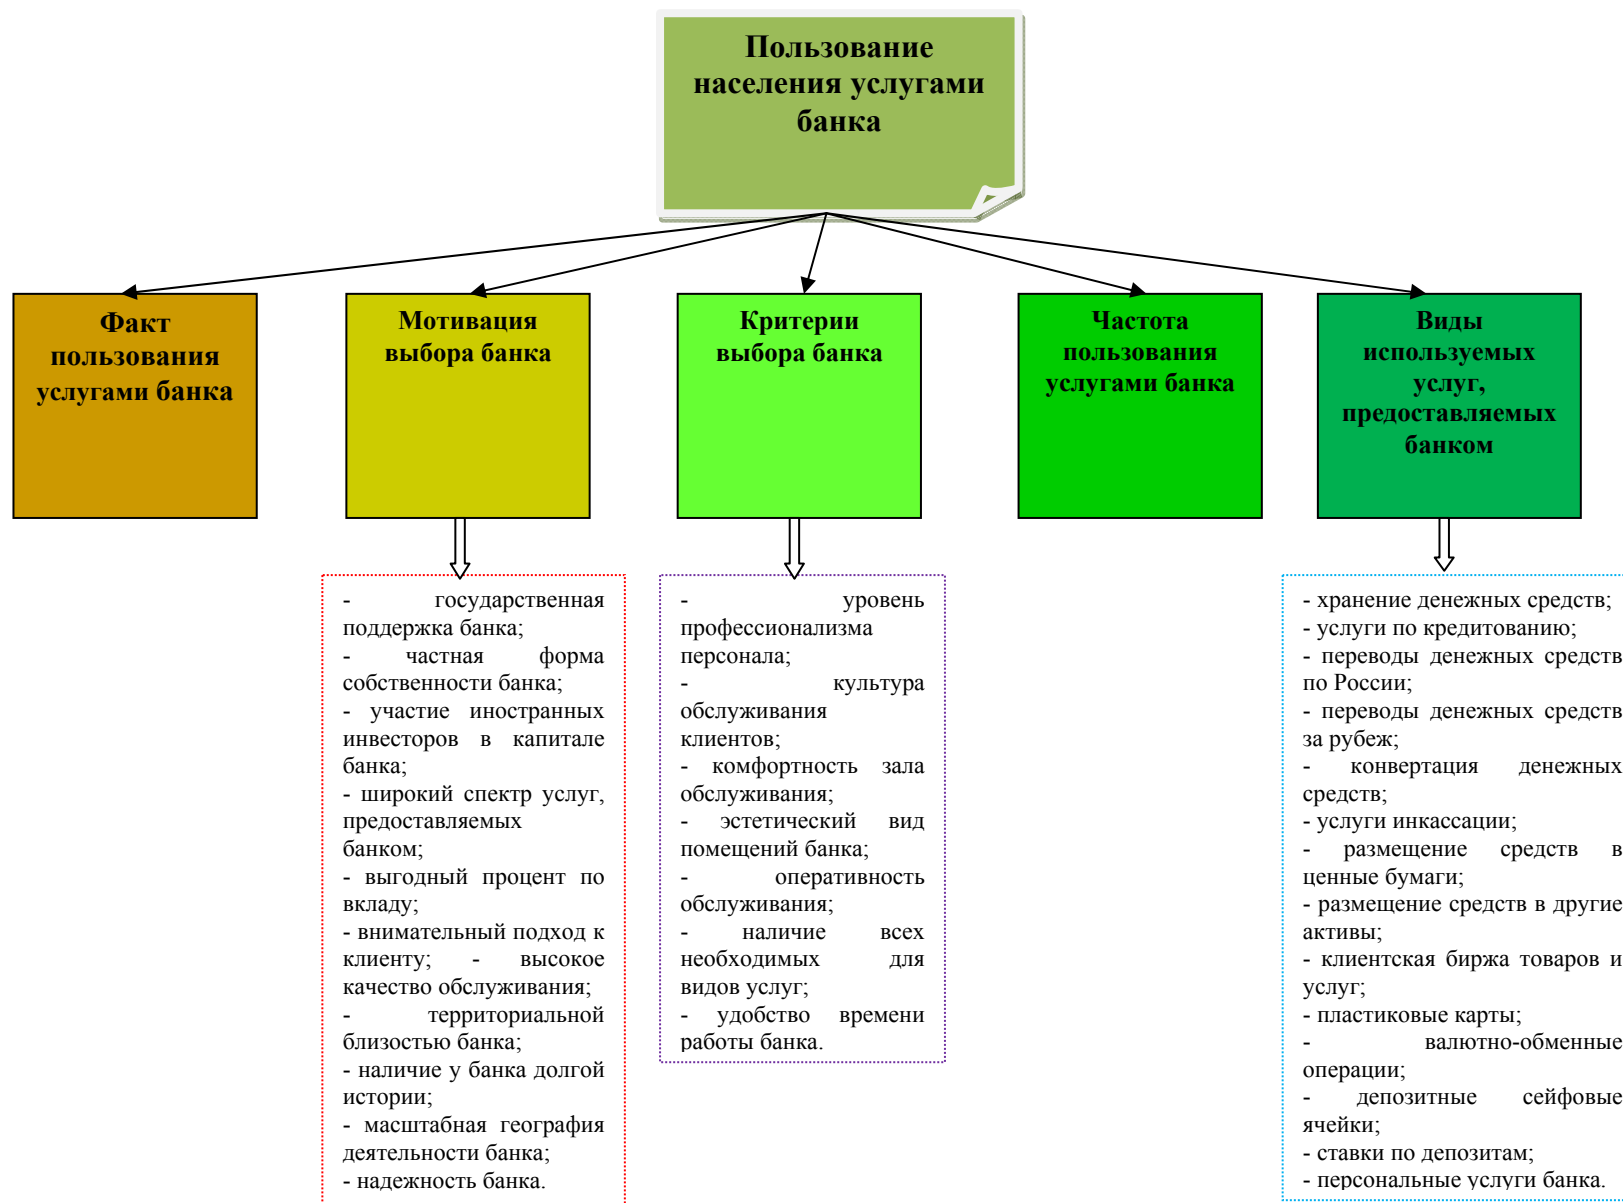 Пользование
населения услугами
банка
Факт
пользования
услугами банка
Мотивация
выбора банка
Критерии
выбора банка
Частота
пользования
услугами банка
Виды
используемых
услуг,
предоставляемых
банком
- государственная
поддержка банка;
- частная форма
собственности банка;
- участие иностранных
инвесторов в капитале
банка;
- широкий спектр услуг,
предоставляемых
банком;
- выгодный процент по
вкладу;
- внимательный подход к
клиенту; - высокое
качество обслуживания;
- территориальной
близостью банка;
- наличие у банка долгой
истории;
- масштабная география
деятельности банка;
- надежность банка.
- уровень
профессионализма
персонала;
- культура
обслуживания
клиентов;
- комфортность зала
обслуживания;
- эстетический вид
помещений банка;
- оперативность
обслуживания;
- наличие всех
необходимых для
видов услуг;
- удобство времени
работы банка.
- хранение денежных средств;
- услуги по кредитованию;
- переводы денежных средств
по России;
- переводы денежных средств
за рубеж;
- конвертация денежных
средств;
- услуги инкассации;
- размещение средств в
ценные бумаги;
- размещение средств в другие
активы;
- клиентская биржа товаров и
услуг;
- пластиковые карты;
- валютно-обменные
операции;
- депозитные сейфовые
ячейки;
- ставки по депозитам;
- персональные услуги банка.